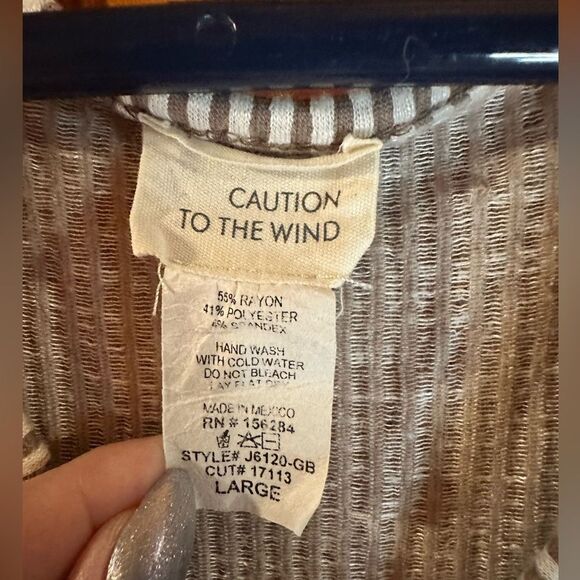 CAUTION
TO THE WIND
55% RAYON
41% POLYESTER
4% SPANDEX
HAND WASH
WITH COLD WATER
DO NOT BLEACH
LAY FLAT DRY
MADE IN MEXICO
RN # 156284
STYLE# J6120-GB
CUT# 17113
LARGE